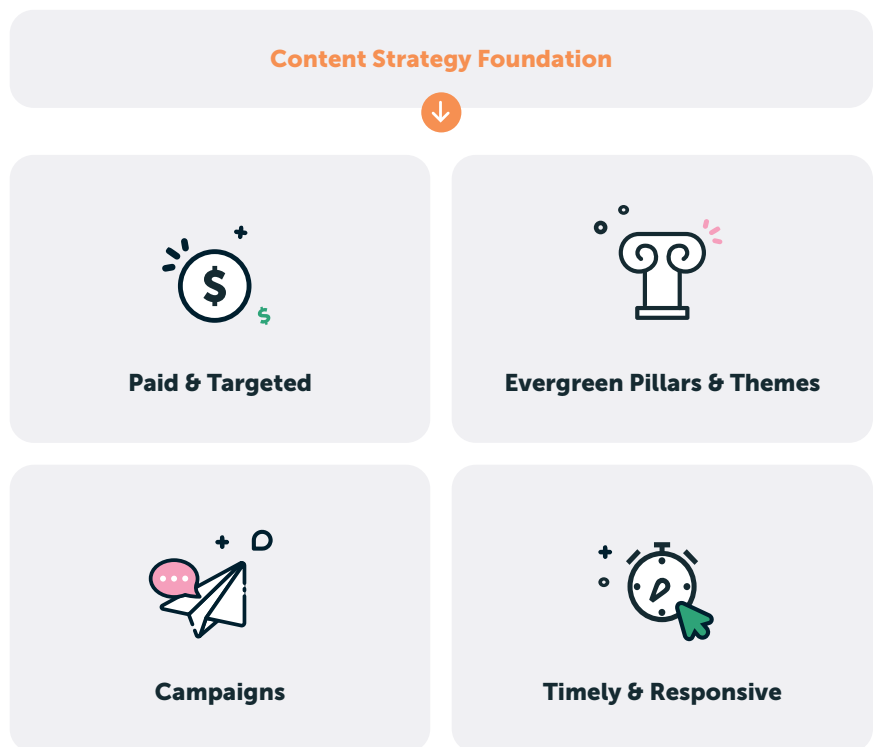 Content Strategy Foundation
$
$
Paid & Targeted
Evergreen Pillars & Themes
Campaigns
Timely & Responsive